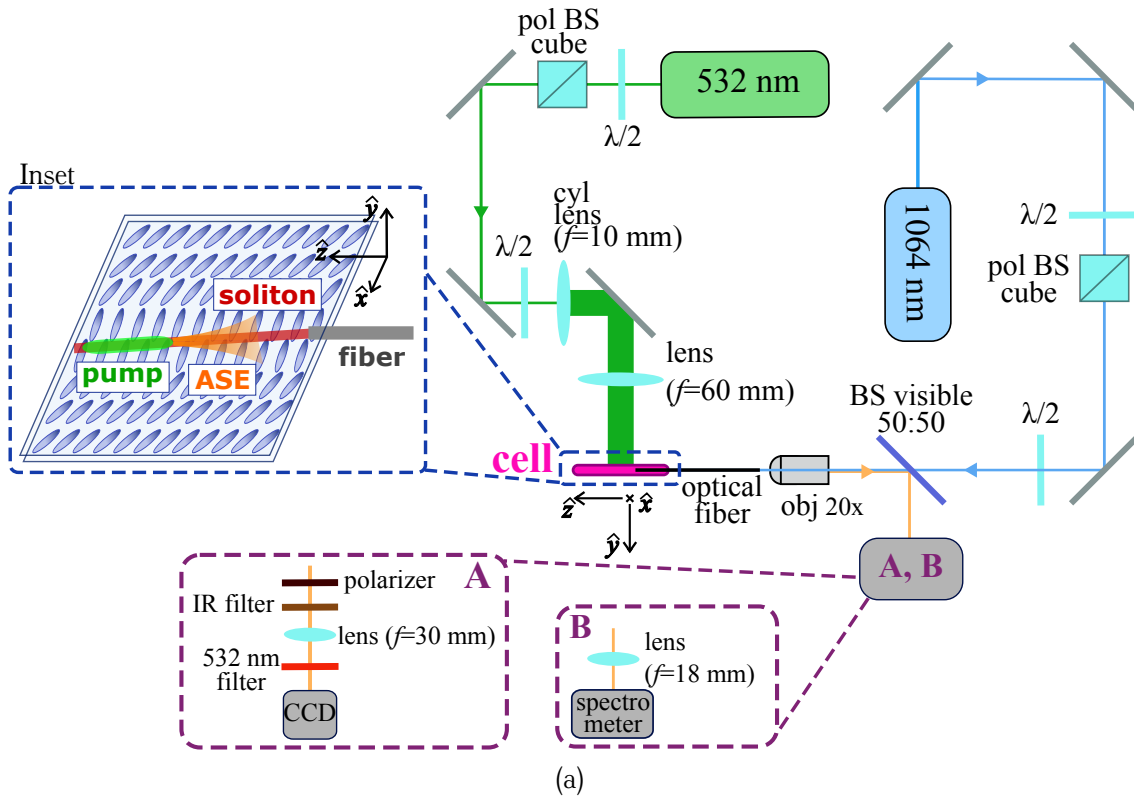 pol BS
cube
532 nm
λ/2
Inset
ŷ
ẑ
x̂
soliton
pump
ASE
fiber
λ/2
cyl
lens
(f=10 mm)
lens
(f=60 mm)
1064 nm
λ/2
pol BS
cube
BS visible
50:50
λ/2
cell
optical
fiber
obj 20x
ẑ
x̂
ŷ
A, B
A
polarizer
IR filter
lens (f=30 mm)
532 nm
filter
CCD
B
lens
(f=18 mm)
spectro
meter
(a)